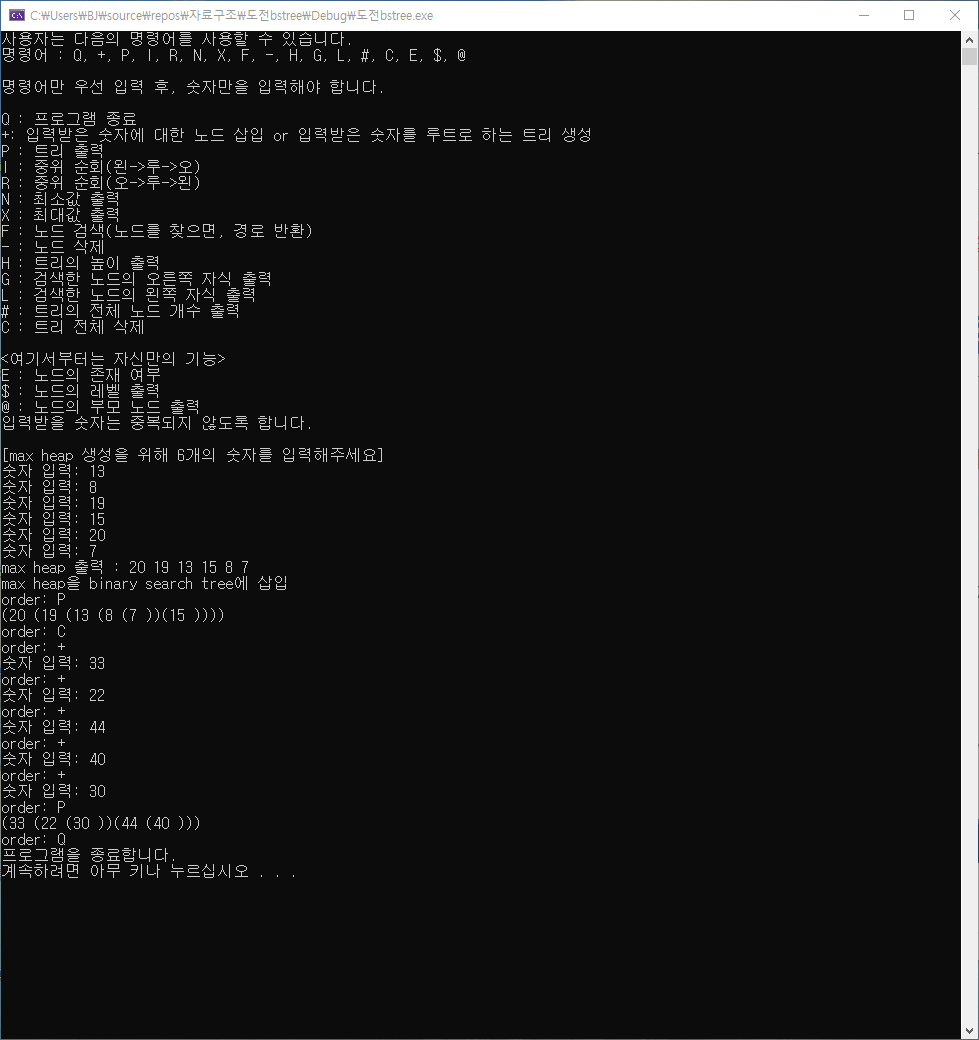 C:\Users\BJ\source\repos\자료구조\도전bstree\Debug\도전bstree.exe
사용자는 다음의 명령어를 사용할 수 있습니다.
명령어 : Q, +, P, I, R, N, X, F, -, H, G, L, #, C, E, $, @
명령어만 우선 입력 후, 숫자만을 입력해야 합니다.
Q : 프로그램 종료
+: 입력받은 숫자에 대한 노드 삽입 or 입력받은 숫자를 루트로 하는 트리 생성
P : 트리 출력
I : 중위 순회(왼->루->오)
R : 중위 순회(오->루->왼)
N : 최소값 출력
X : 최대값 출력
F : 노드 검색(노드를 찾으면, 경로 반환)
- : 노드 삭제
H : 트리의 높이 출력
G : 검색한 노드의 오른쪽 자식 출력
L : 검색한 노드의 왼쪽 자식 출력
# : 트리의 전체 노드 개수 출력
C : 트리 전체 삭제
<여기서부터는 자신만의 기능>
E : 노드의 존재 여부
$ : 노드의 레벨 출력
@ : 노드의 부모 노드 출력
입력받을 숫자는 중복되지 않도록 합니다.
[max heap 생성을 위해 6개의 숫자를 입력해주세요]
숫자 입력: 13
숫자 입력: 8
숫자 입력: 19
숫자 입력: 15
숫자 입력: 20
숫자 입력: 7
max heap 출력 : 20 19 13 15 8 7
max heap을 binary search tree에 삽입
order: P
(20 (19 (13 (8 (7 ))(15 ))))
order: C
order: +
숫자 입력: 33
order: +
숫자 입력: 22
order: +
숫자 입력: 44
order: +
숫자 입력: 40
order: +
숫자 입력: 30
order: P
(33 (22 (30 ))(44 (40 )))
order: Q
프로그램을 종료합니다.
계속하려면 아무 키나 누르십시오 . . .